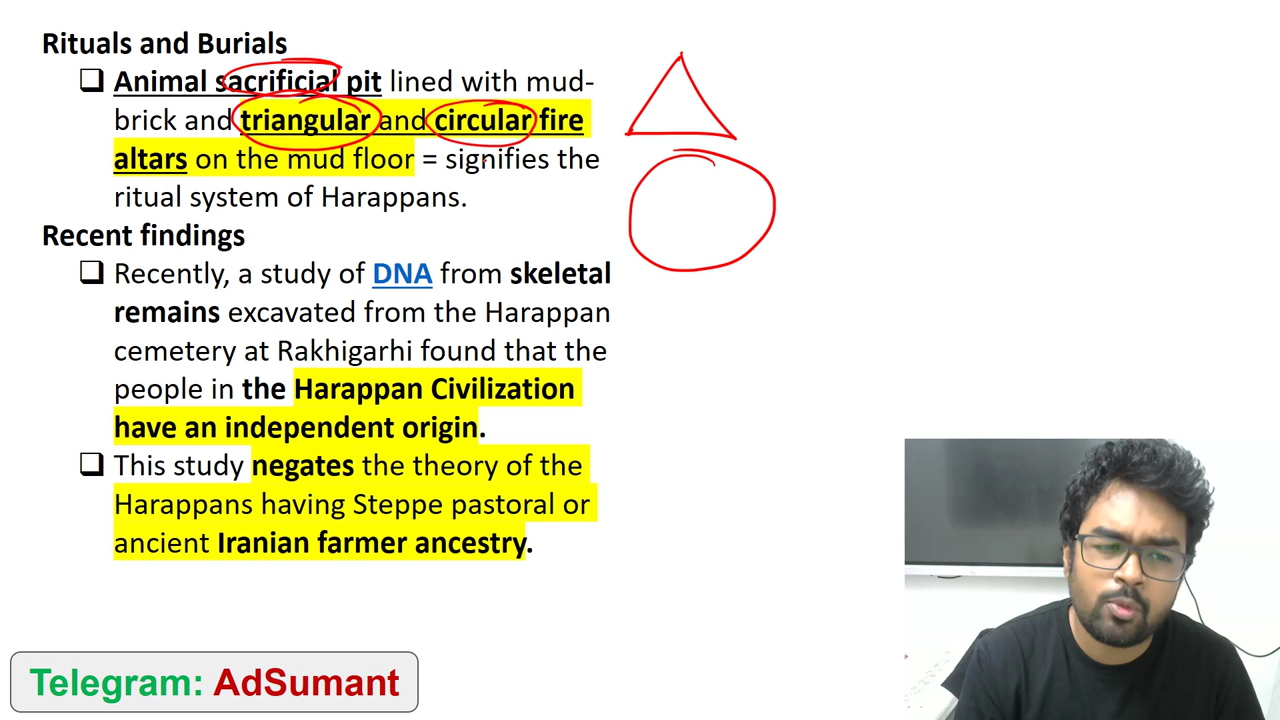 Rituals and Burials
❑ Animal sacrificial pit lined with mud-
brick and triangular and circular fire
altars on the mud floor = signifies the
ritual system of Harappans.
Recent findings
❑ Recently, a study of DNA from skeletal
remains excavated from the Harappan
cemetery at Rakhigarhi found that the
people in the Harappan Civilization
have an independent origin.
❑ This study negates the theory of the
Harappans having Steppe pastoral or
ancient Iranian farmer ancestry.
Telegram: AdSumant